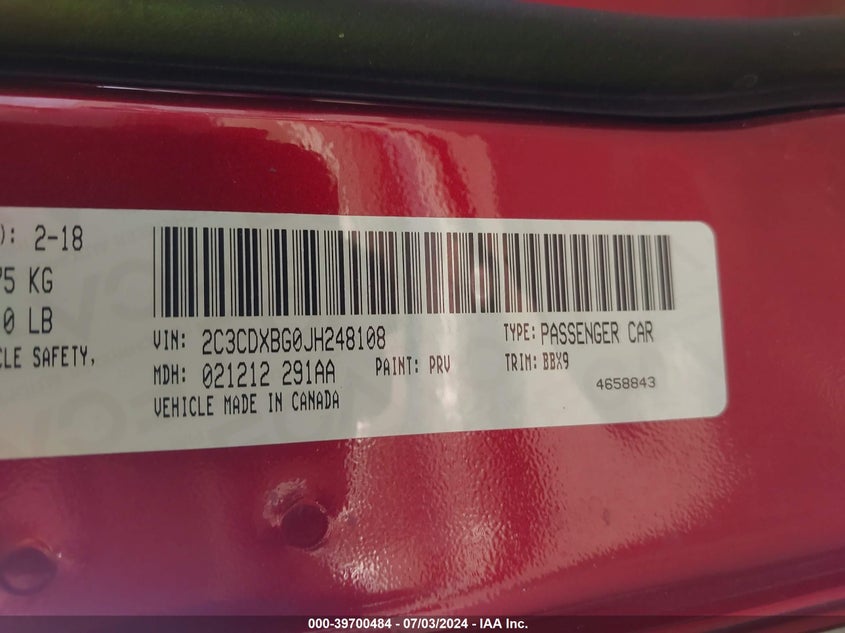 ): 2-18
75 KG
0 LB
CLE SAFETY,
VIN: 2C3CDXBG0JH248108
TYPE: PASSENGER CAR
MDH: 021212 291AA
PAINT: PRV
TRIM: BBX9
VEHICLE MADE IN CANADA
4658843
000-39700484 - 07/03/2024 - IAA Inc.